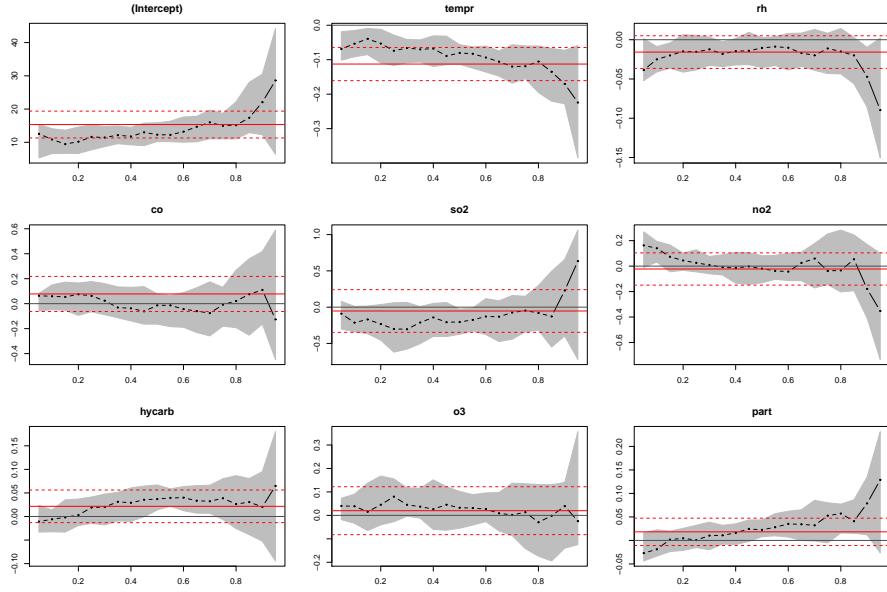 (Intercept)
tempr
rh
10 20 30 40
0.2 0.4 0.6 0.8
−0.3 −0.2 −0.1 0.0
0.2 0.4 0.6 0.8
−0.15 −0.10 −0.05 0.00
0.2 0.4 0.6 0.8
co
so2
no2
−0.4 −0.2 0.0 0.2 0.4 0.6
0.2 0.4 0.6 0.8
−0.5 0.0 0.5 1.0
0.2 0.4 0.6 0.8
−0.6 −0.4 −0.2 0.0 0.2
0.2 0.4 0.6 0.8
hycarb
o3
part
−0.10 0.00 0.05 0.10 0.15
0.2 0.4 0.6 0.8
−0.2 0.0 0.1 0.2 0.3
0.2 0.4 0.6 0.8
−0.05 0.00 0.05 0.10 0.15 0.20
0.2 0.4 0.6 0.8